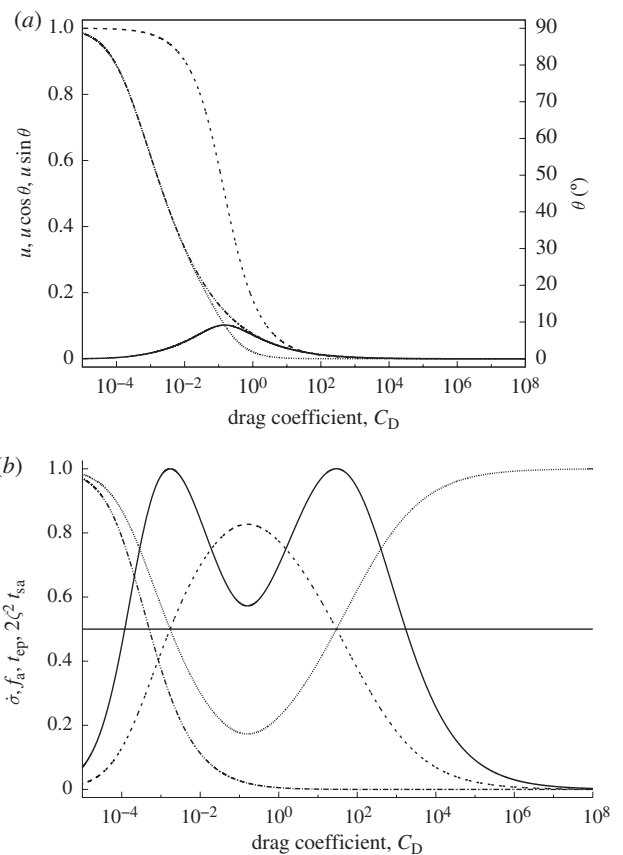 (a)
1.0
0.8
0.6
0.4
0.2
0
u, u cos θ, u sin θ
90
80
70
60
50
40
30
20
10
0
θ (°)
10⁻⁴ 10⁻² 10⁰ 10² 10⁴ 10⁶ 10⁸
drag coefficient, C_D
b)
1.0
0.8
0.6
0.4
0.2
0
σ̇, f_a, t_ep, 2ζ² t_sa
10⁻⁴ 10⁻² 10⁰ 10² 10⁴ 10⁶ 10⁸
drag coefficient, C_D